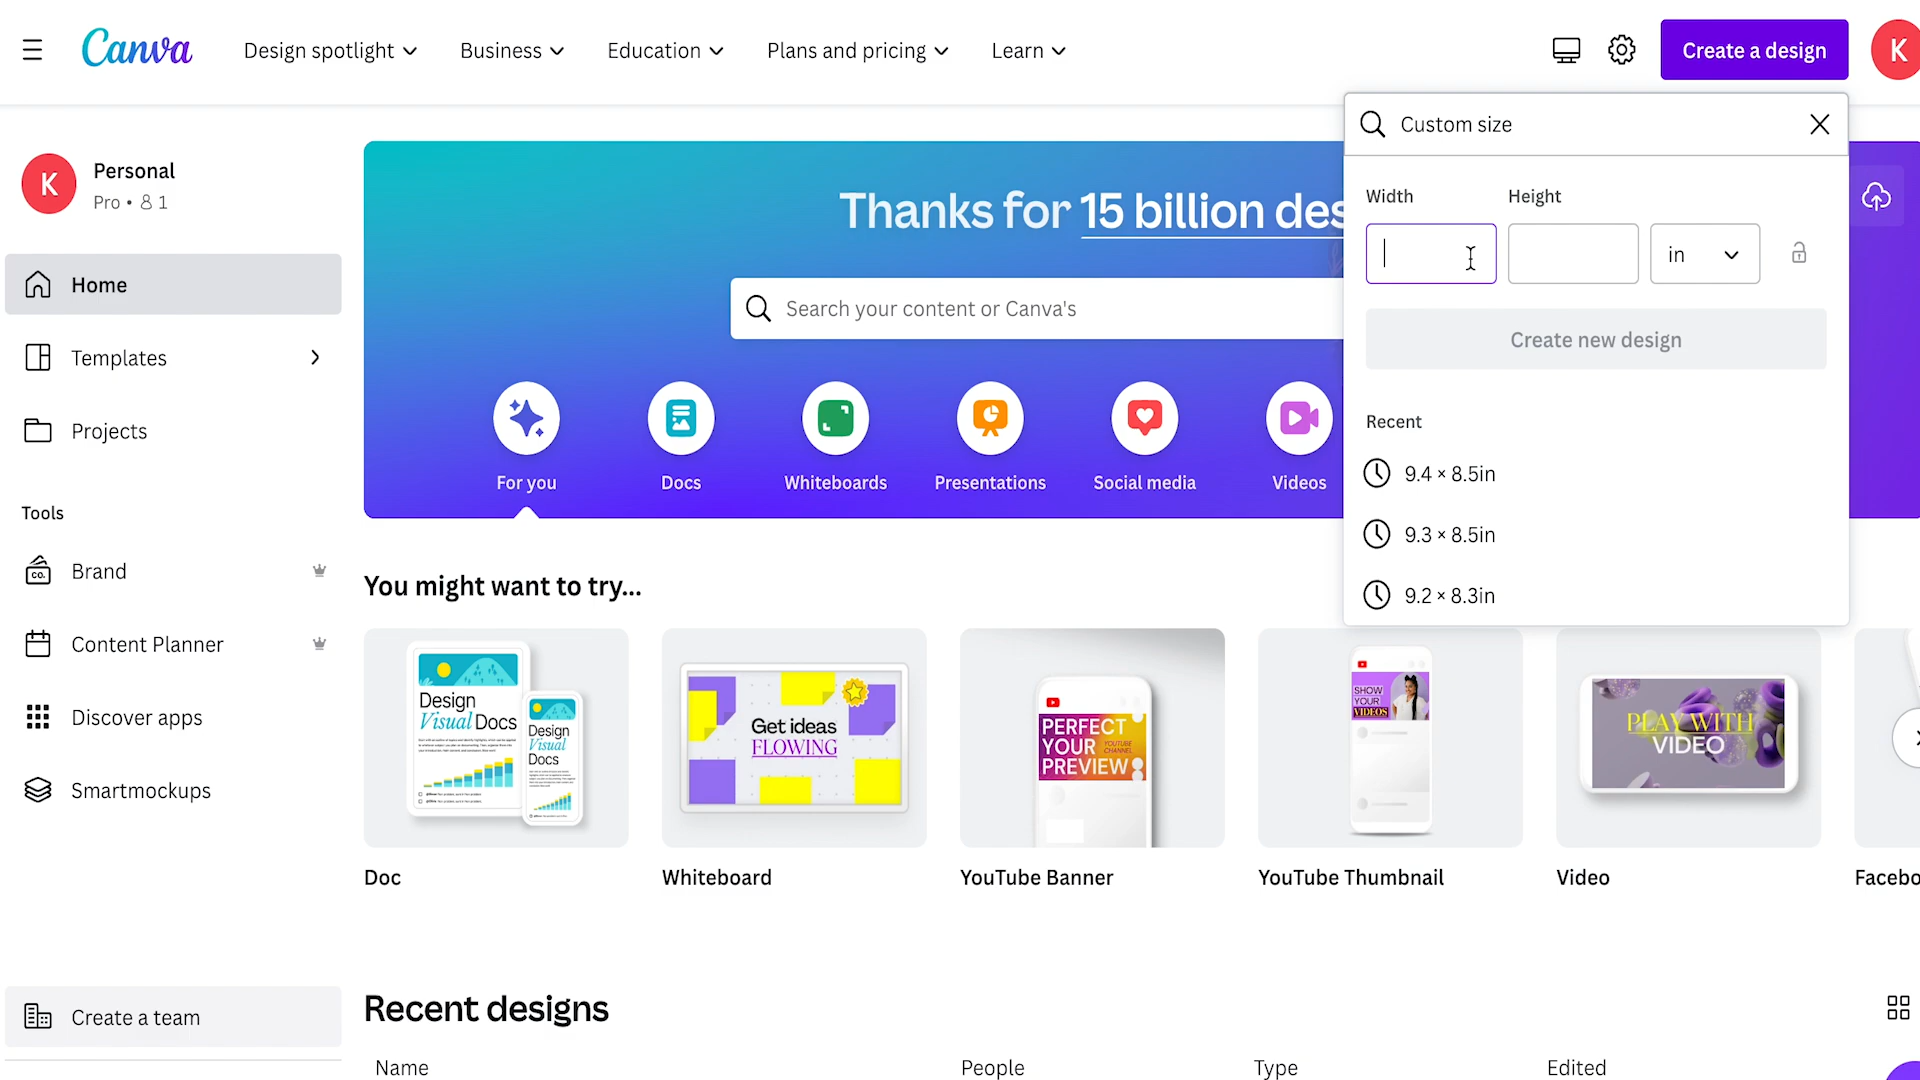 Canva
Design spotlight
Business
Education
Plans and pricing
Learn
Create a design
K
Custom size
Width
Height
in
Create new design
Recent
9.4 × 8.5in
9.3 × 8.5in
9.2 × 8.3in
K
Personal
Pro • 1
Home
Templates
Projects
Tools
CO.
Brand
Content Planner
Discover apps
Smartmockups
Create a team
Thanks for 15 billion des
Search your content or Canva's
For you
Docs
Whiteboards
Presentations
Social media
Videos
You might want to try...
Design
Visual Docs
Design
Visual
Docs
Doc
Get ideas
FLOWING
Whiteboard
PERFECT
YOUR
PREVIEW
YOUTUBE
CHANNEL
YouTube Banner
SHOW
YOUR
VIDEOS
YouTube Thumbnail
PLAY WITH
VIDEO
Video
Facebo
Recent designs
Name
People
Type
Edited